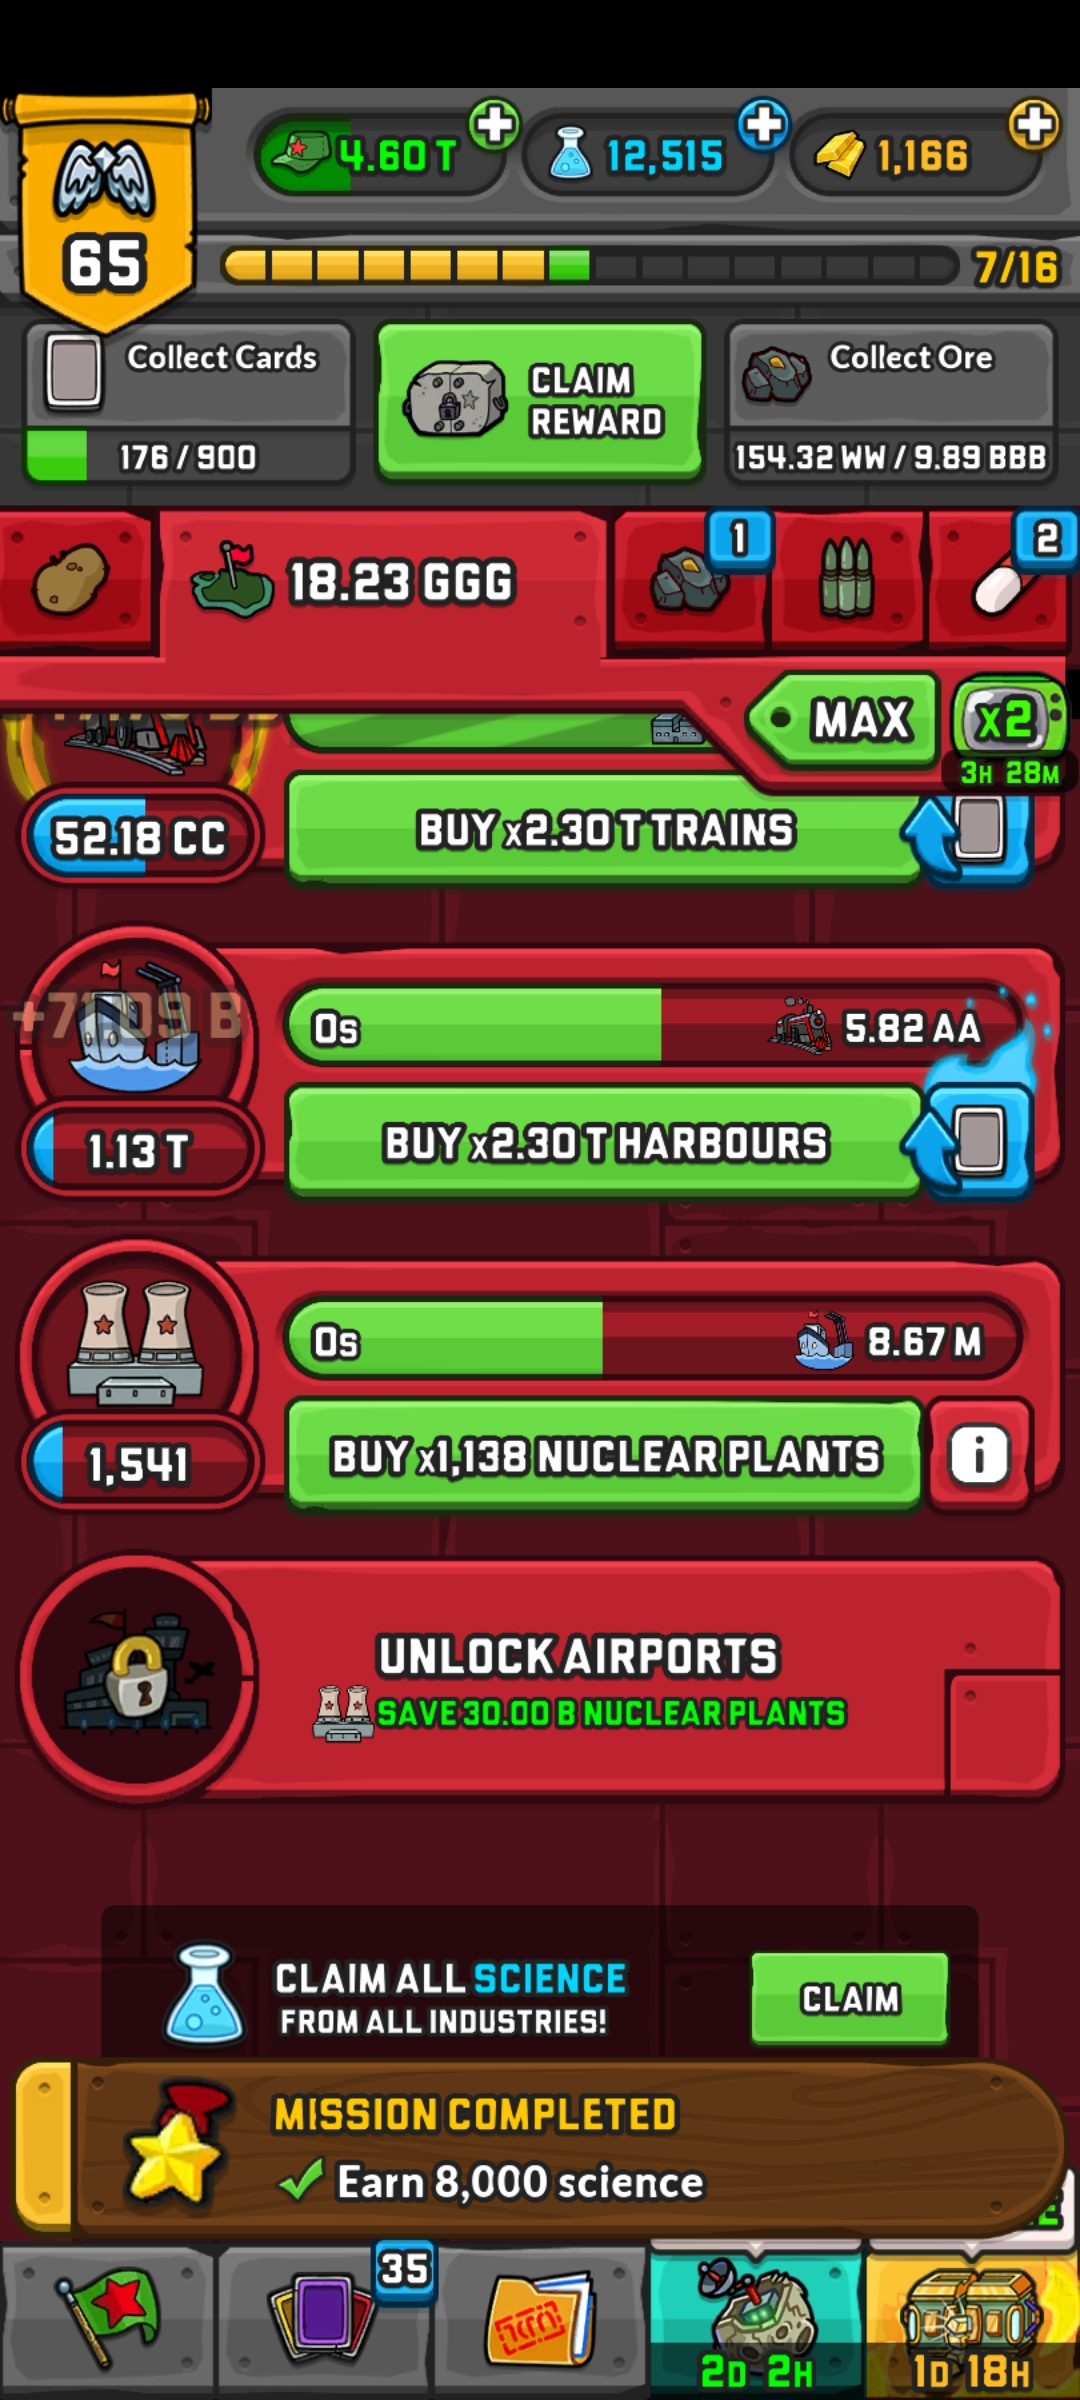 4.60 T
12,515
1,166
65
7/16
Collect Cards
176 / 900
CLAIM
REWARD
Collect Ore
154.32 WW / 9.89 BBB
18.23 GGG
1
2
MAX
X2
3H 28M
52.18 CC
BUY x2.30 T TRAINS
0s
5.82 AA
1.13 T
BUY x2.30 T HARBOURS
0s
8.67 M
1,541
BUY x1,138 NUCLEAR PLANTS
i
UNLOCK AIRPORTS
SAVE 30.00 B NUCLEAR PLANTS
CLAIM ALL SCIENCE
FROM ALL INDUSTRIES!
CLAIM
MISSION COMPLETED
Earn 8,000 science
35
2D 2H
1D 18H